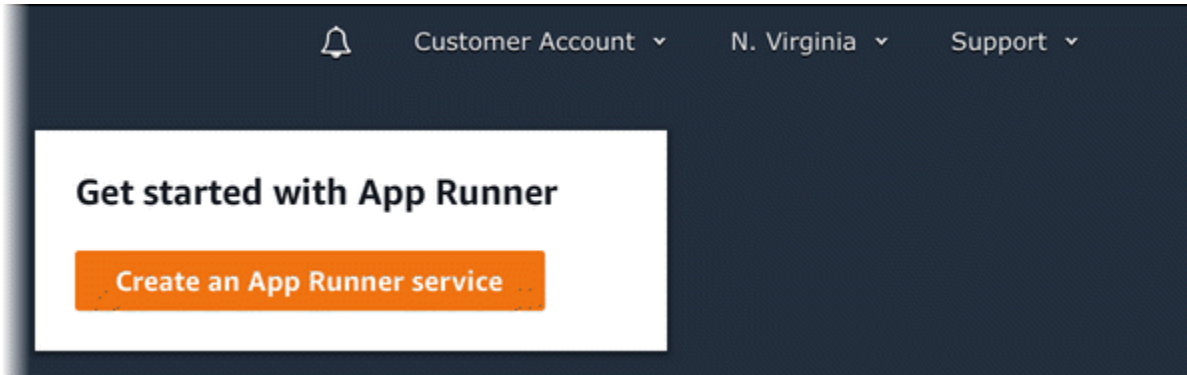 Customer Account N. Virginia Support
Get started with App Runner
Create an App Runner service